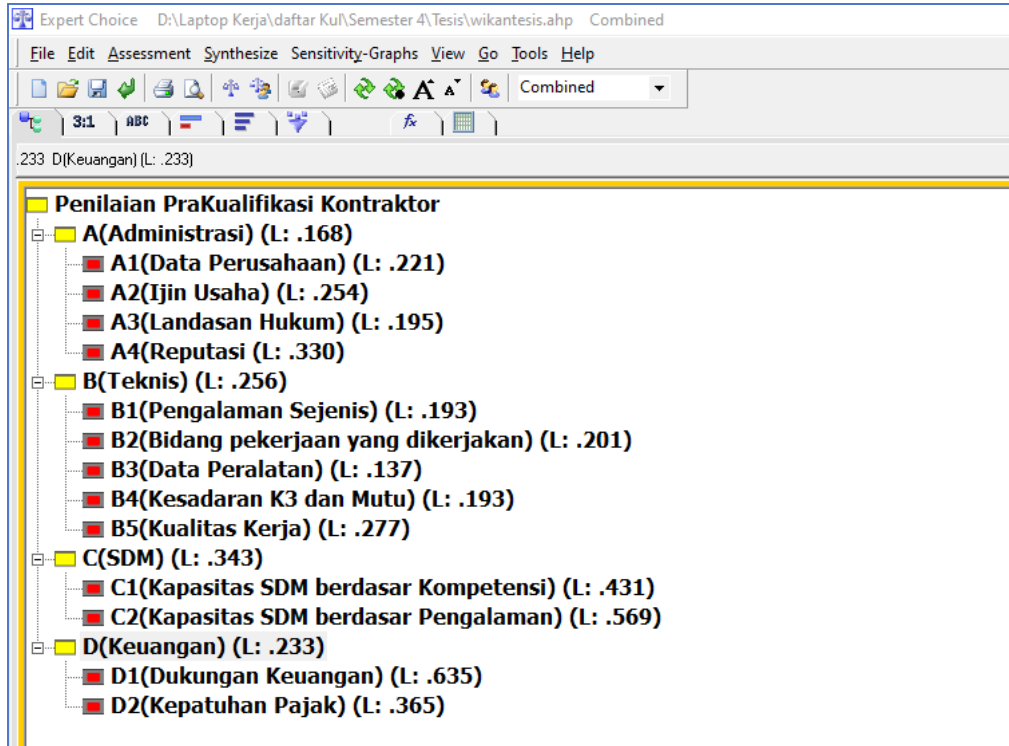 Expert Choice D:\Laptop Kerja\daftar Kul\Semester 4\Tesis\wikantesis.ahp Combined
File Edit Assessment Synthesize Sensitivity-Graphs View Go Tools Help
A A Combined
3:1 ABC fx
.233 D(Keuangan) (L: .233)
Penilaian PraKualifikasi Kontraktor
A(Administrasi) (L: .168)
A1(Data Perusahaan) (L: .221)
A2(Ijin Usaha) (L: .254)
A3(Landasan Hukum) (L: .195)
A4(Reputasi (L: .330)
B(Teknis) (L: .256)
B1(Pengalaman Sejenis) (L: .193)
B2(Bidang pekerjaan yang dikerjakan) (L: .201)
B3(Data Peralatan) (L: .137)
B4(Kesadaran K3 dan Mutu) (L: .193)
B5(Kualitas Kerja) (L: .277)
C(SDM) (L: .343)
C1(Kapasitas SDM berdasar Kompetensi) (L: .431)
C2(Kapasitas SDM berdasar Pengalaman) (L: .569)
D(Keuangan) (L: .233)
D1(Dukungan Keuangan) (L: .635)
D2(Kepatuhan Pajak) (L: .365)